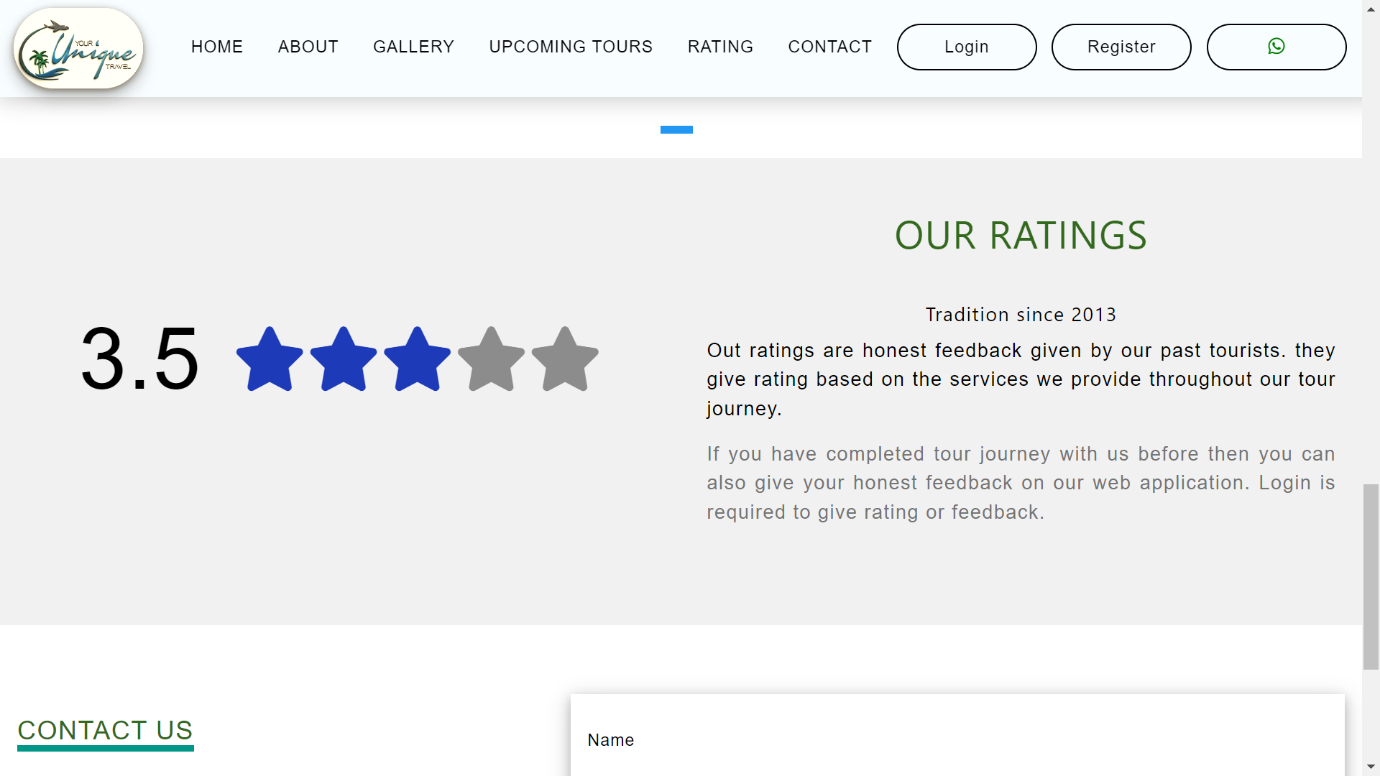 YOUR &
Unique
TRAVEL
HOME ABOUT GALLERY UPCOMING TOURS RATING CONTACT Login Register
OUR RATINGS
3.5
Tradition since 2013
Out ratings are honest feedback given by our past tourists. they
give rating based on the services we provide throughout our tour
journey.
If you have completed tour journey with us before then you can
also give your honest feedback on our web application. Login is
required to give rating or feedback.
CONTACT US
Name